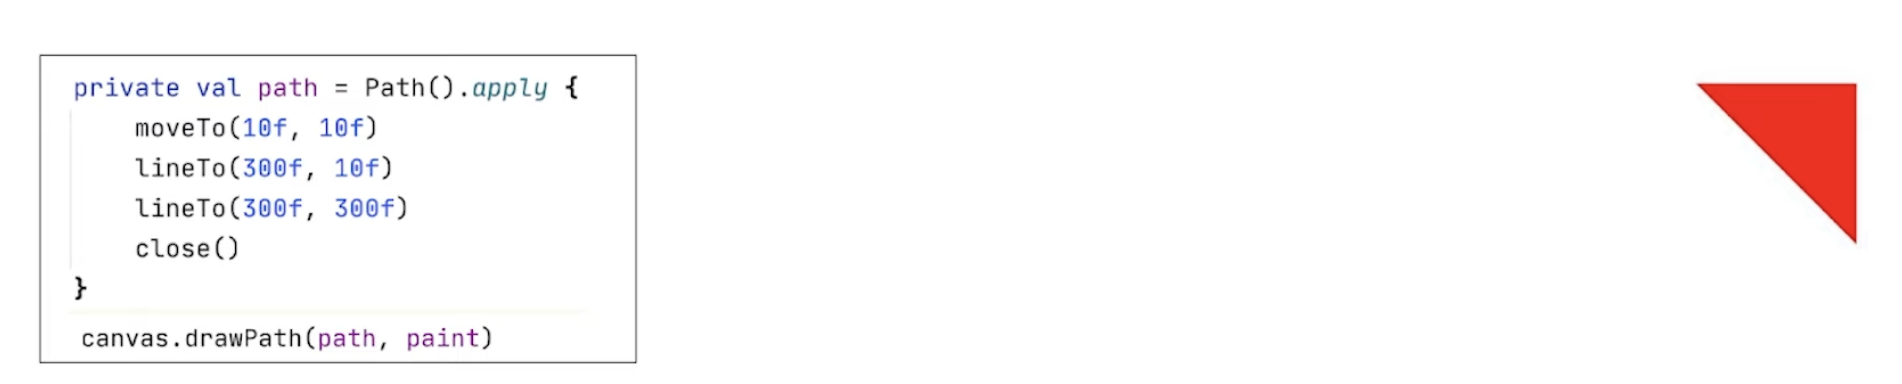 private val path = Path().apply {
    moveTo(10f, 10f)
    lineTo(300f, 10f)
    lineTo(300f, 300f)
    close()
}
canvas.drawPath(path, paint)